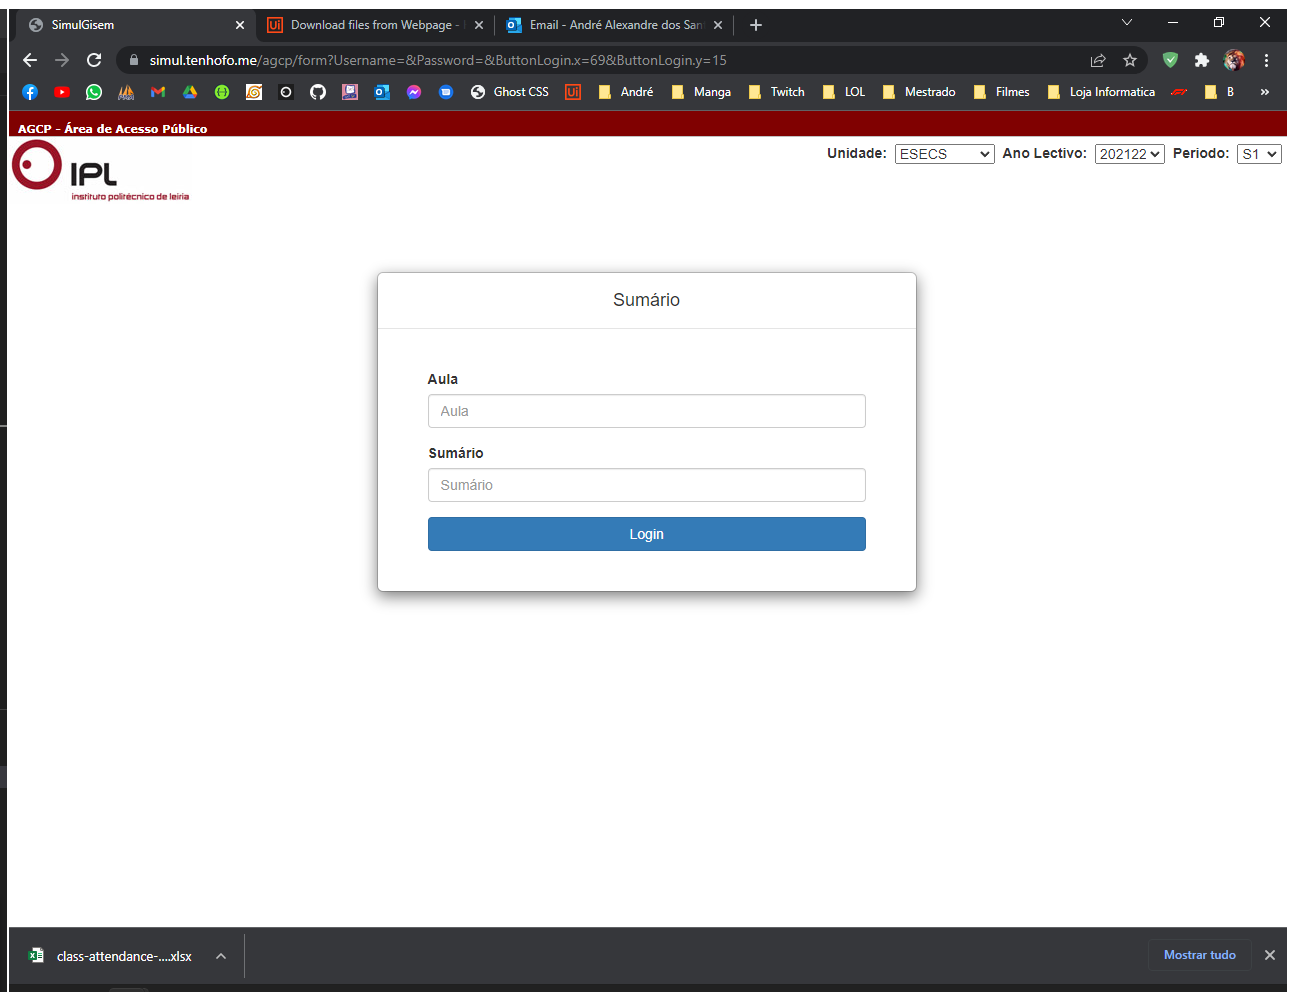 SimulGisem
Download files from Webpage -
Email - André Alexandre dos San
simul.tenhofo.me/agcp/form?Username=&Password=&ButtonLogin.x=69&ButtonLogin.y=15
Ghost CSS André Manga Twitch LOL Mestrado Filmes Loja Informatica B »
AGCP - Área de Acesso Público
IPL
instituto politécnico de leiria
Unidade: ESECS Ano Lectivo: 202122 Periodo: S1
Sumário
Aula
Aula
Sumário
Sumário
Login
class-attendance-....xlsx
Mostrar tudo